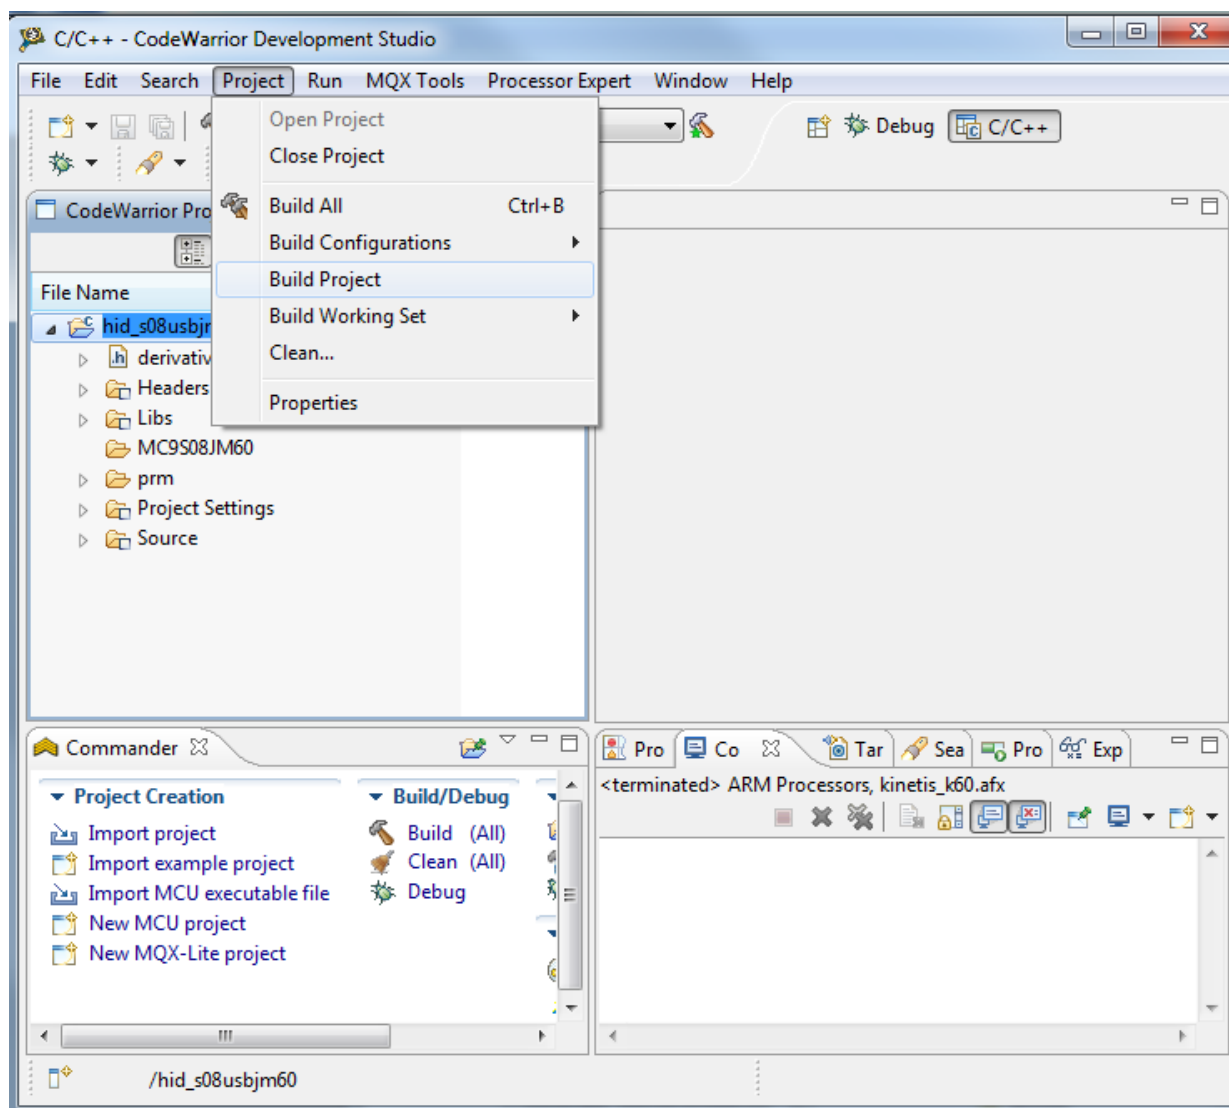 C/C++ - CodeWarrior Development Studio
File Edit Search Project Run MQX Tools Processor Expert Window Help
Open Project
Debug C/C++
Close Project
CodeWarrior Pro
Build All Ctrl+B
Build Configurations
Build Project
File Name
Build Working Set
hid_s08usbj
Clean...
derivativ
Headers
Properties
Libs
MC9S08JM60
prm
Project Settings
Source
Commander
Pro Co Tar Sea Pro Exp
<terminated> ARM Processors, kinetis_k60.afx
Project Creation Build/Debug
Import project Build (All)
Import example project Clean (All)
Import MCU executable file Debug
New MCU project
New MQX-Lite project
/hid_s08usbjm60